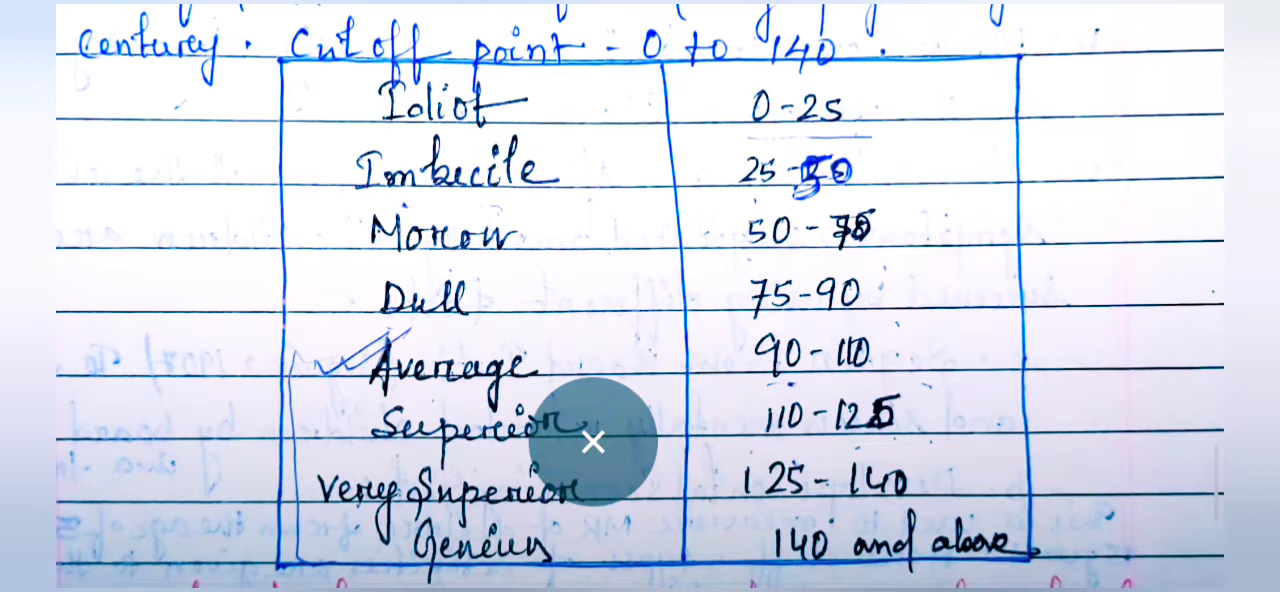 Century. Cut off point - 0 to 140.
Idiot 0-25
Imbecile 25-50
Moron 50-75
Dull 75-90
Average 90-110
Superior 110-125
Very Superior 125-140
Genius 140 and above